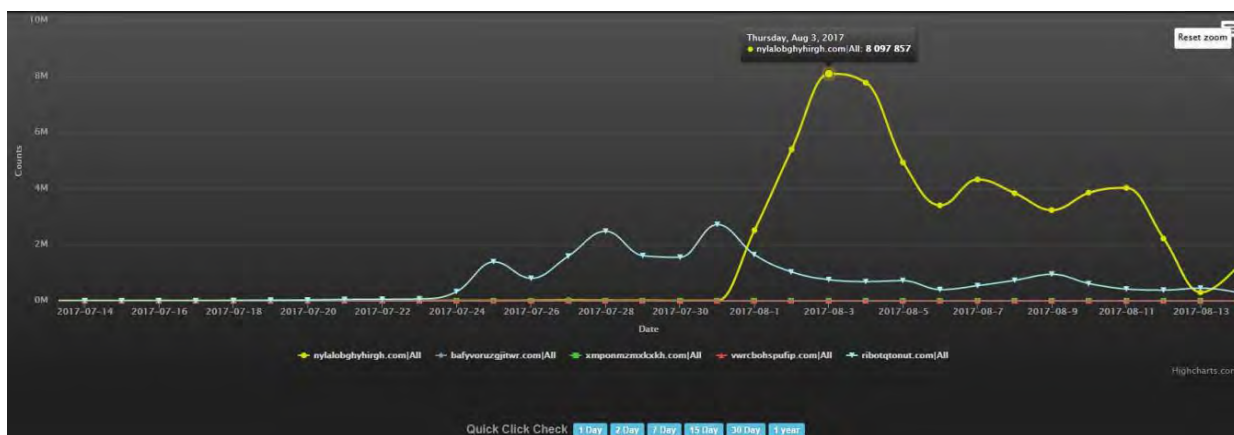 10M
Thursday, Aug 3, 2017
nylalobghyhirgh.com|All: 8 097 857
Reset zoom
8M
6M
Counts
4M
2M
0M
2017-07-14 2017-07-16 2017-07-18 2017-07-20 2017-07-22 2017-07-24 2017-07-26 2017-07-28 2017-07-30 2017-08-1 2017-08-3 2017-08-5 2017-08-7 2017-08-9 2017-08-11 2017-08-13
Date
nylalobghyhirgh.com|All bafyvoruzgjitwr.com|All xmponmzmxkxkh.com|All vwrcbohspufip.com|All ribotqtonut.com|All
Highcharts.com
Quick Click Check 1 Day 2 Day 7 Day 15 Day 30 Day 1 year